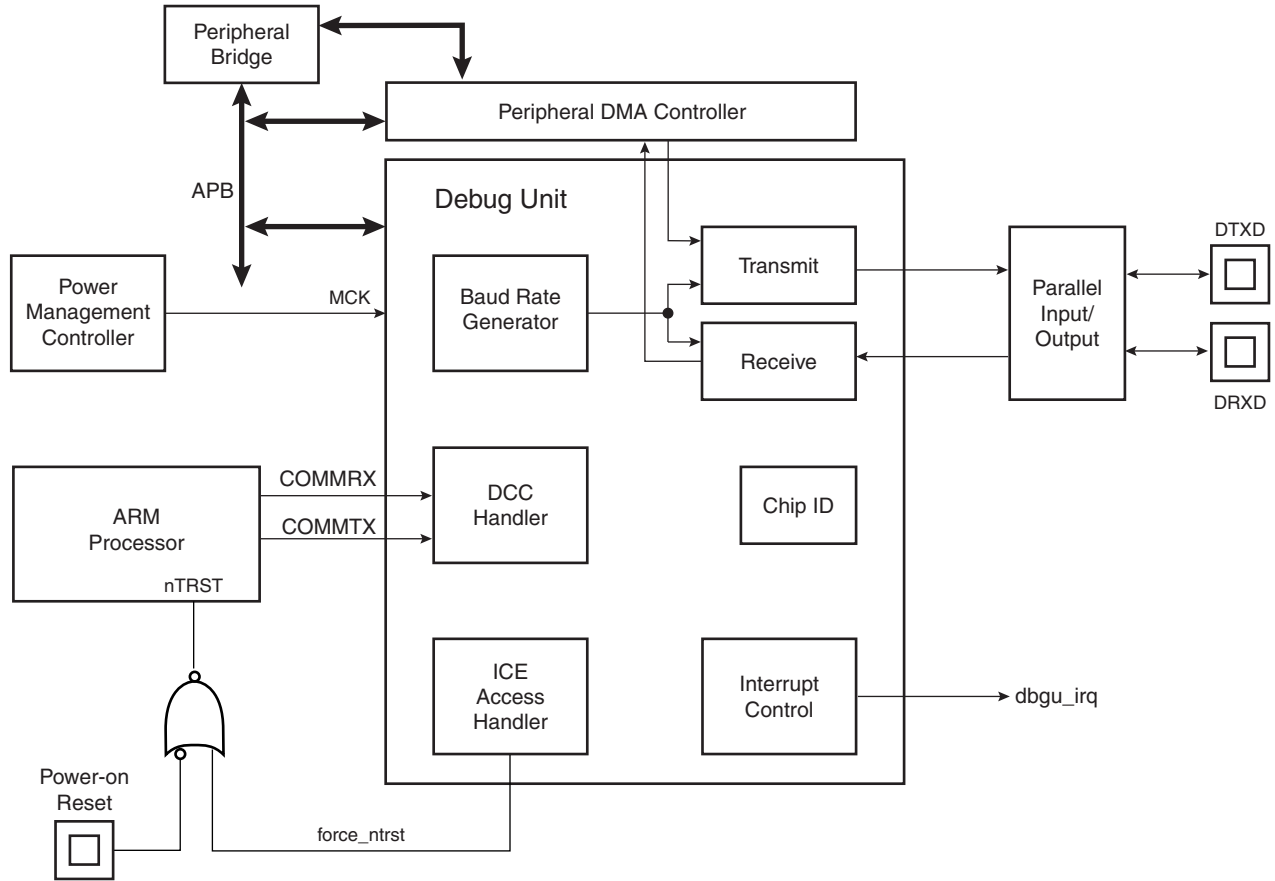 Peripheral
Bridge
Peripheral DMA Controller
APB
Debug Unit
DTXD
Power
Management
Controller
MCK
Baud Rate
Generator
Transmit
Receive
Parallel
Input/
Output
DRXD
ARM
Processor
nTRST
COMMRX
COMMTX
DCC
Handler
Chip ID
ICE
Access
Handler
Interrupt
Control
dbgu_irq
Power-on
Reset
force_ntrst